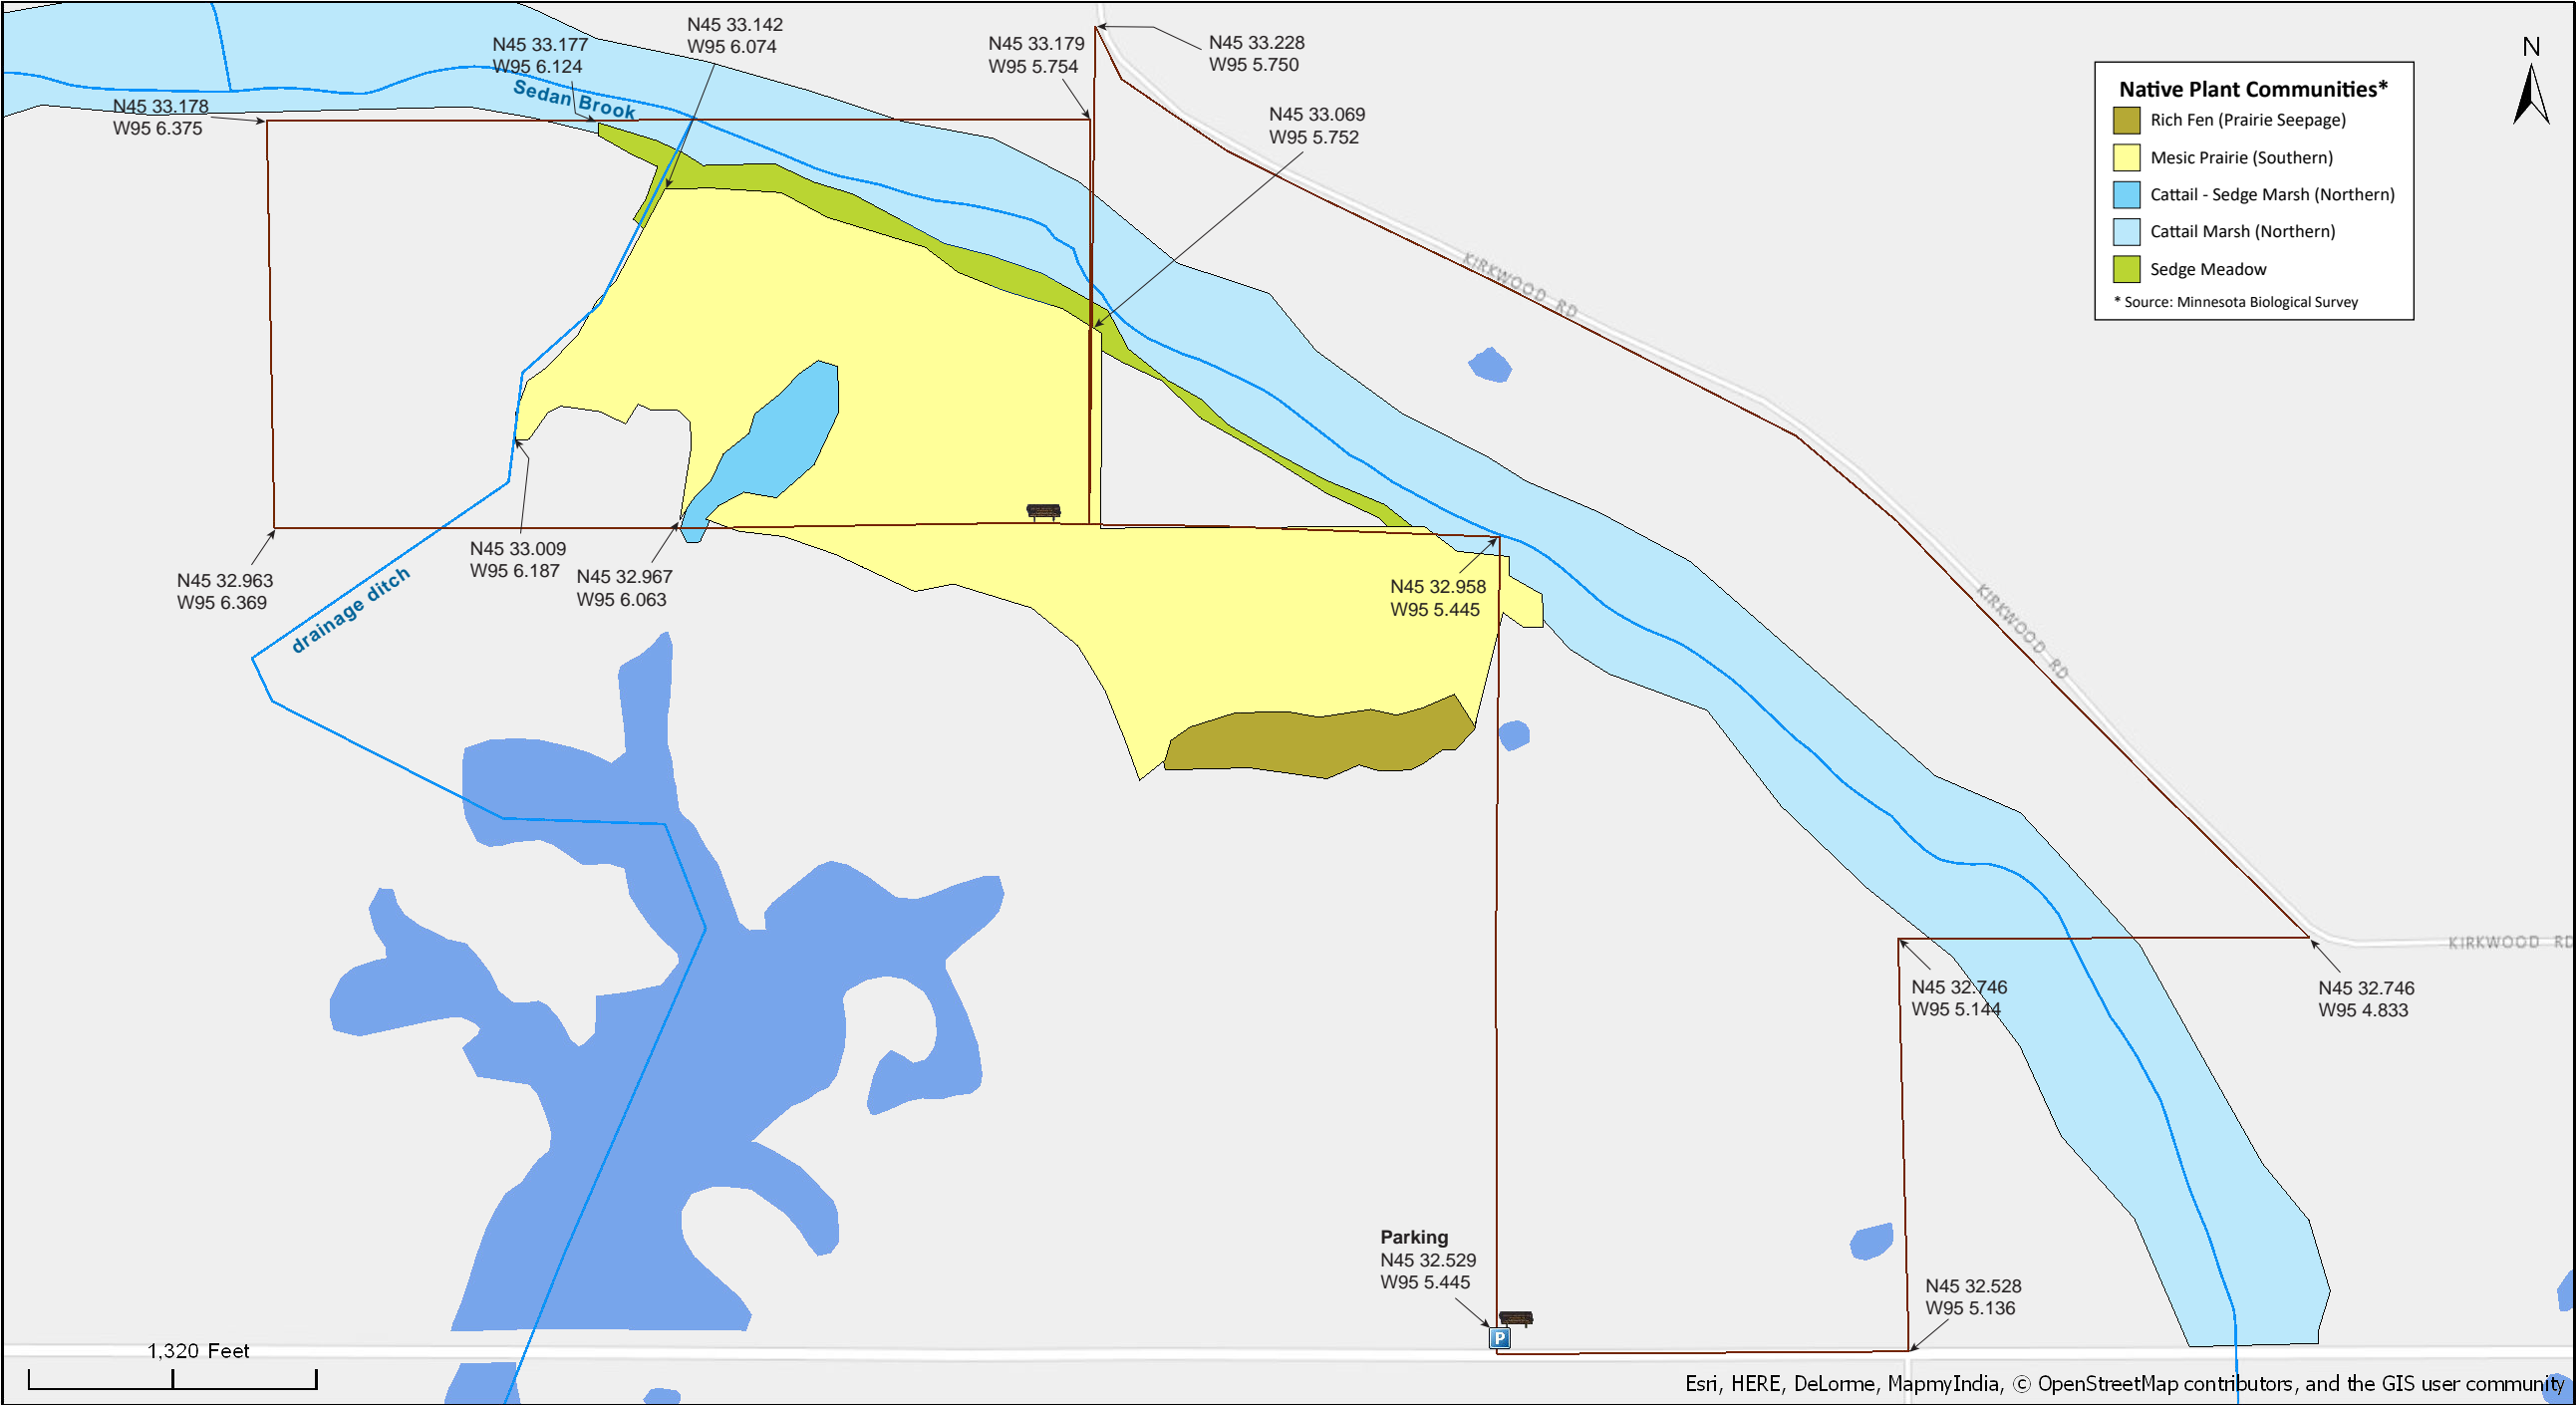 N45 33.142
W95 6.074
N45 33.177
W95 6.124
N45 33.179
W95 5.754
N45 33.228
W95 5.750
N
Sedan Brook
N45 33.178
W95 6.375
N45 33.069
W95 5.752
Native Plant Communities*
Rich Fen (Prairie Seepage)
Mesic Prairie (Southern)
Cattail - Sedge Marsh (Northern)
Cattail Marsh (Northern)
Sedge Meadow
* Source: Minnesota Biological Survey
KIRKWOOD RD
N45 33.009
W95 6.187
N45 32.963
W95 6.369
N45 32.967
W95 6.063
N45 32.958
W95 5.445
drainage ditch
KIRKWOOD RD
KIRKWOOD RD
N45 32.746
W95 5.144
N45 32.746
W95 4.833
Parking
N45 32.529
W95 5.445
P
N45 32.528
W95 5.136
1,320 Feet
Esri, HERE, DeLorme, MapmyIndia, © OpenStreetMap contributors, and the GIS user community